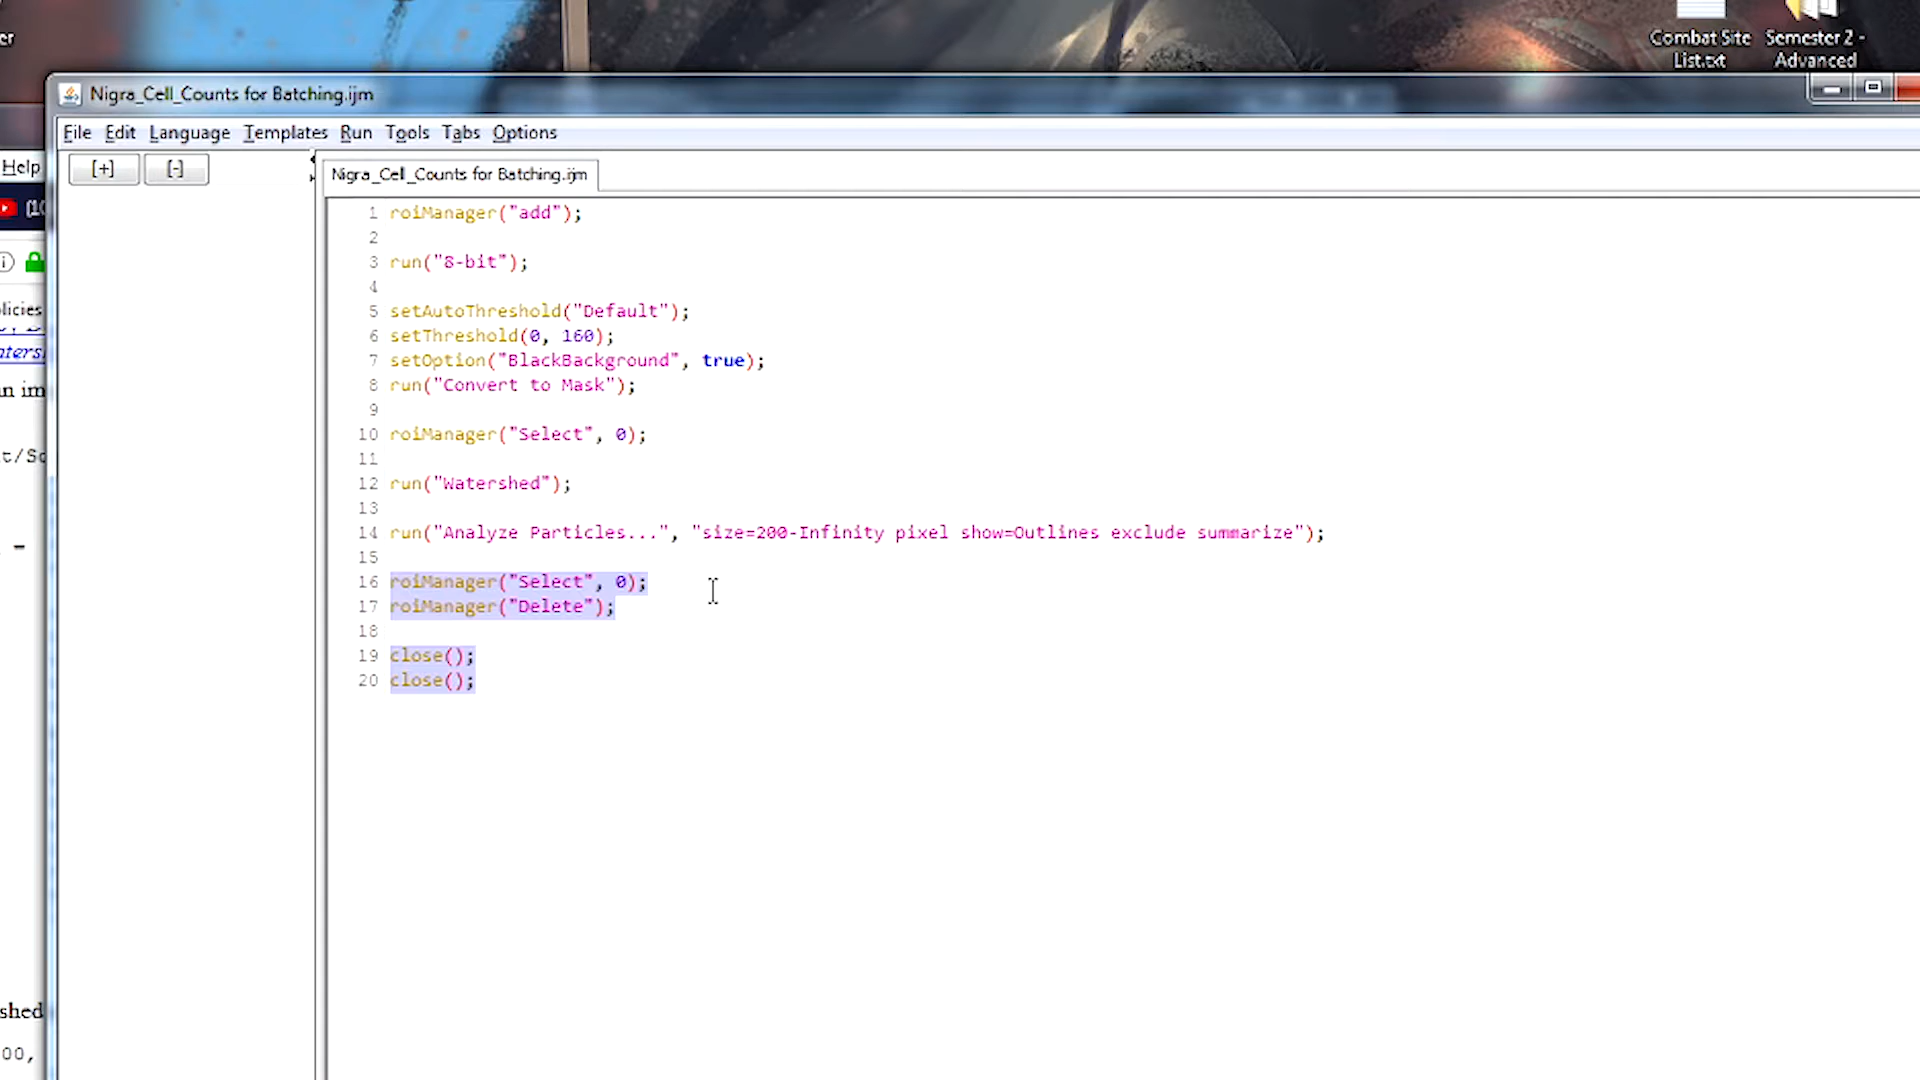 er
Combat Site
List.txt
Semester 2 -
Advanced
Nigra_Cell_Counts for Batching.ijm
File Edit Language Templates Run Tools Tabs Options
Help
[+] [-]
Nigra_Cell_Counts for Batching.ijm
1 roiManager("add");
2
3 run("8-bit");
4
5 setAutoThreshold("Default");
6 setThreshold(0, 160);
7 setOption("BlackBackground", true);
8 run("Convert to Mask");
9
10 roiManager("Select", 0);
11
12 run("Watershed");
13
14 run("Analyze Particles...", "size=200-Infinity pixel show=Outlines exclude summarize");
15
16 roiManager("Select", 0);
17 roiManager("Delete");
18
19 close();
20 close();
(10
licies
aters
n im
t/Sc
shed
00,